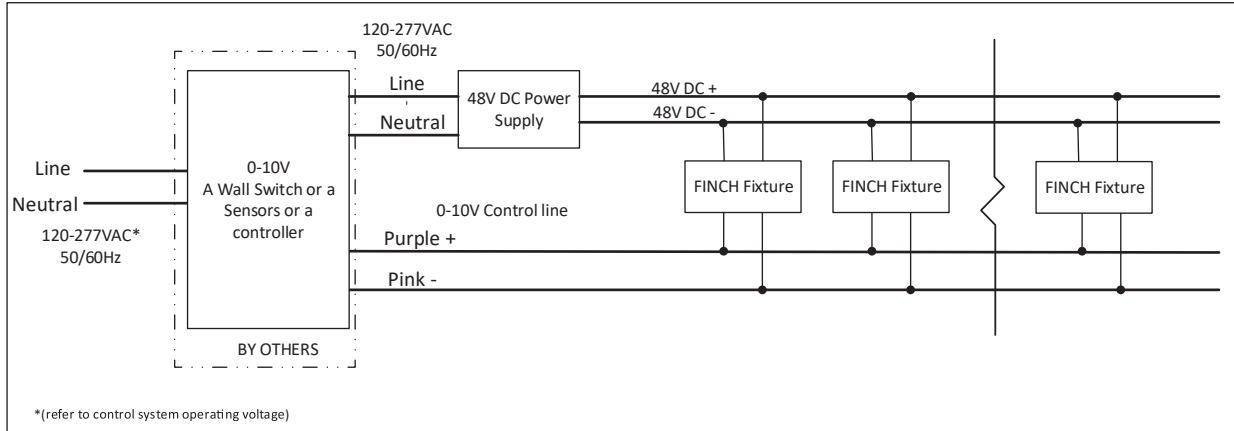 120-277VAC
50/60Hz
Line
Neutral
48V DC Power
Supply
48V DC +
48V DC -
Line
Neutral
120-277VAC*
50/60Hz
0-10V
A Wall Switch or a
Sensors or a
controller
FINCH Fixture
FINCH Fixture
FINCH Fixture
0-10V Control line
Purple +
Pink -
BY OTHERS
*(refer to control system operating voltage)